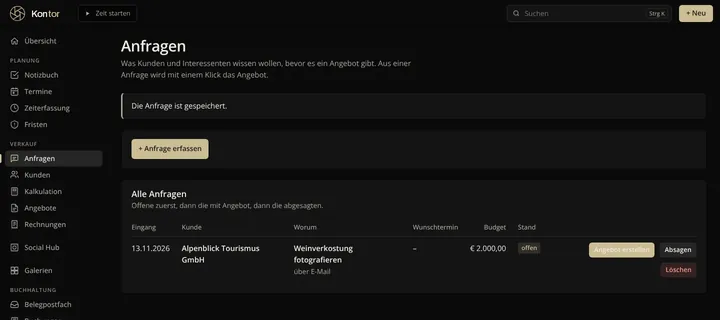 Kontor
Zeit starten
Suchen
Strg K
+ Neu
Übersicht
PLANUNG
Notizbuch
Termine
Zeiterfassung
Fristen
VERKAUF
Anfragen
Kunden
Kalkulation
Angebote
Rechnungen
Social Hub
Galerien
BUCHHALTUNG
Belegpostfach
Anfragen
Was Kunden und Interessenten wissen wollen, bevor es ein Angebot gibt. Aus einer
Anfrage wird mit einem Klick das Angebot.
Die Anfrage ist gespeichert.
+ Anfrage erfassen
Alle Anfragen
Offene zuerst, dann die mit Angebot, dann die abgesagten.
Eingang Kunde Worum Wunschtermin Budget Stand
13.11.2026 Alpenblick Tourismus Weinverkostung – € 2.000,00 offen Angebot erstellen Absagen
GmbH fotografieren
über E-Mail Löschen